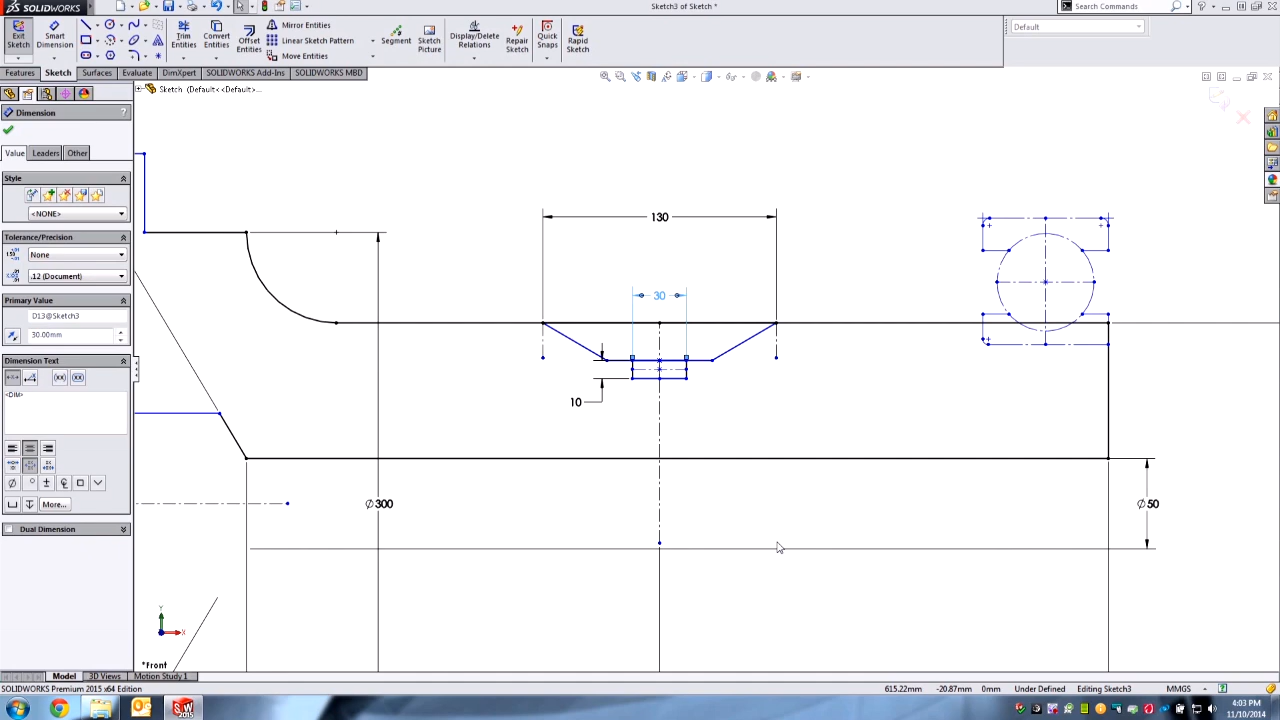 SOLIDWORKS
Sketch3 of Sketch *
Search Commands
Exit Sketch
Smart Dimension
Trim Entities
Convert Entities
Offset Entities
Mirror Entities
Linear Sketch Pattern
Move Entities
Segment
Sketch Picture
Display/Delete Relations
Repair Sketch
Quick Snaps
Rapid Sketch
Default
Features
Sketch
Surfaces
Evaluate
DimXpert
SOLIDWORKS Add-Ins
SOLIDWORKS MBD
Sketch (Default<<Default>...
Dimension
?
Value
Leaders
Other
Style
<NONE>
Tolerance/Precision
None
.12 (Document)
Primary Value
D13@Sketch3
30.00mm
Dimension Text
<DIM>
More...
Dual Dimension
130
30
10
Ø300
Ø50
Y
X
*Front
Model
3D Views
Motion Study 1
SOLIDWORKS Premium 2015 x64 Edition
615.22mm
-20.87mm
0mm
Under Defined
Editing Sketch3
MMGS
4:03 PM
11/10/2014